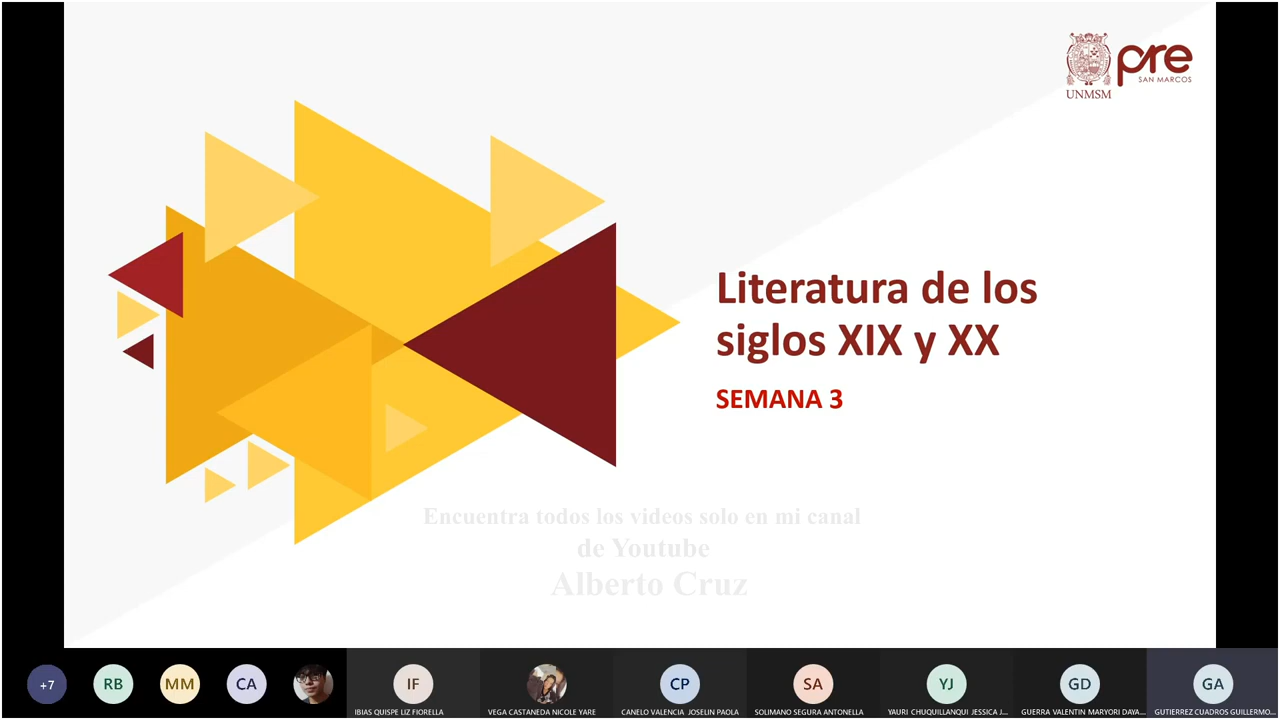 pre
SAN MARCOS
UNMSM
Literatura de los
siglos XIX y XX
SEMANA 3
Encuentra todos los videos solo en mi canal
de Youtube
Alberto Cruz
+7
RB
MM
CA
IF
CP
SA
YJ
GD
GA
IBIAS QUISPE LIZ FIORELLA
VEGA CASTANEDA NICOLE YARE
CANELO VALENCIA JOSELIN PAOLA
SOLIMANO SEGURA ANTONELLA
YAURI CHUQUILLANQUI JESSICA J...
GUERRA VALENTIN MARYORI DAYA...
GUTIERREZ CUADROS GUILLERMO...